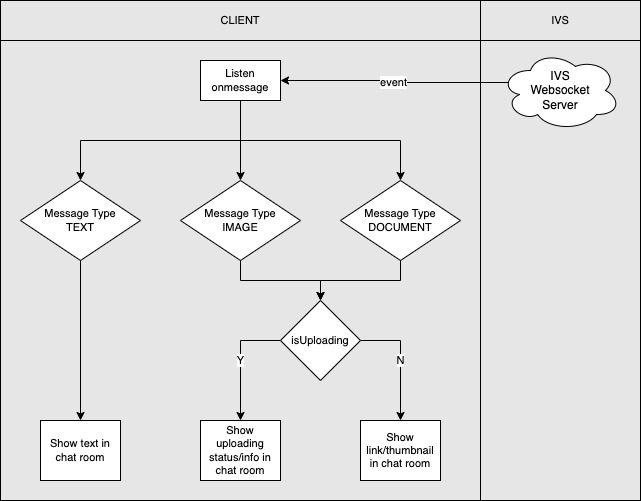 CLIENT
IVS
Listen
onmessage
event
IVS
Websocket
Server
Message Type
TEXT
Message Type
IMAGE
Message Type
DOCUMENT
isUploading
Y
N
Show text in
chat room
Show
uploading
status/info in
chat room
Show
link/thumbnail
in chat room